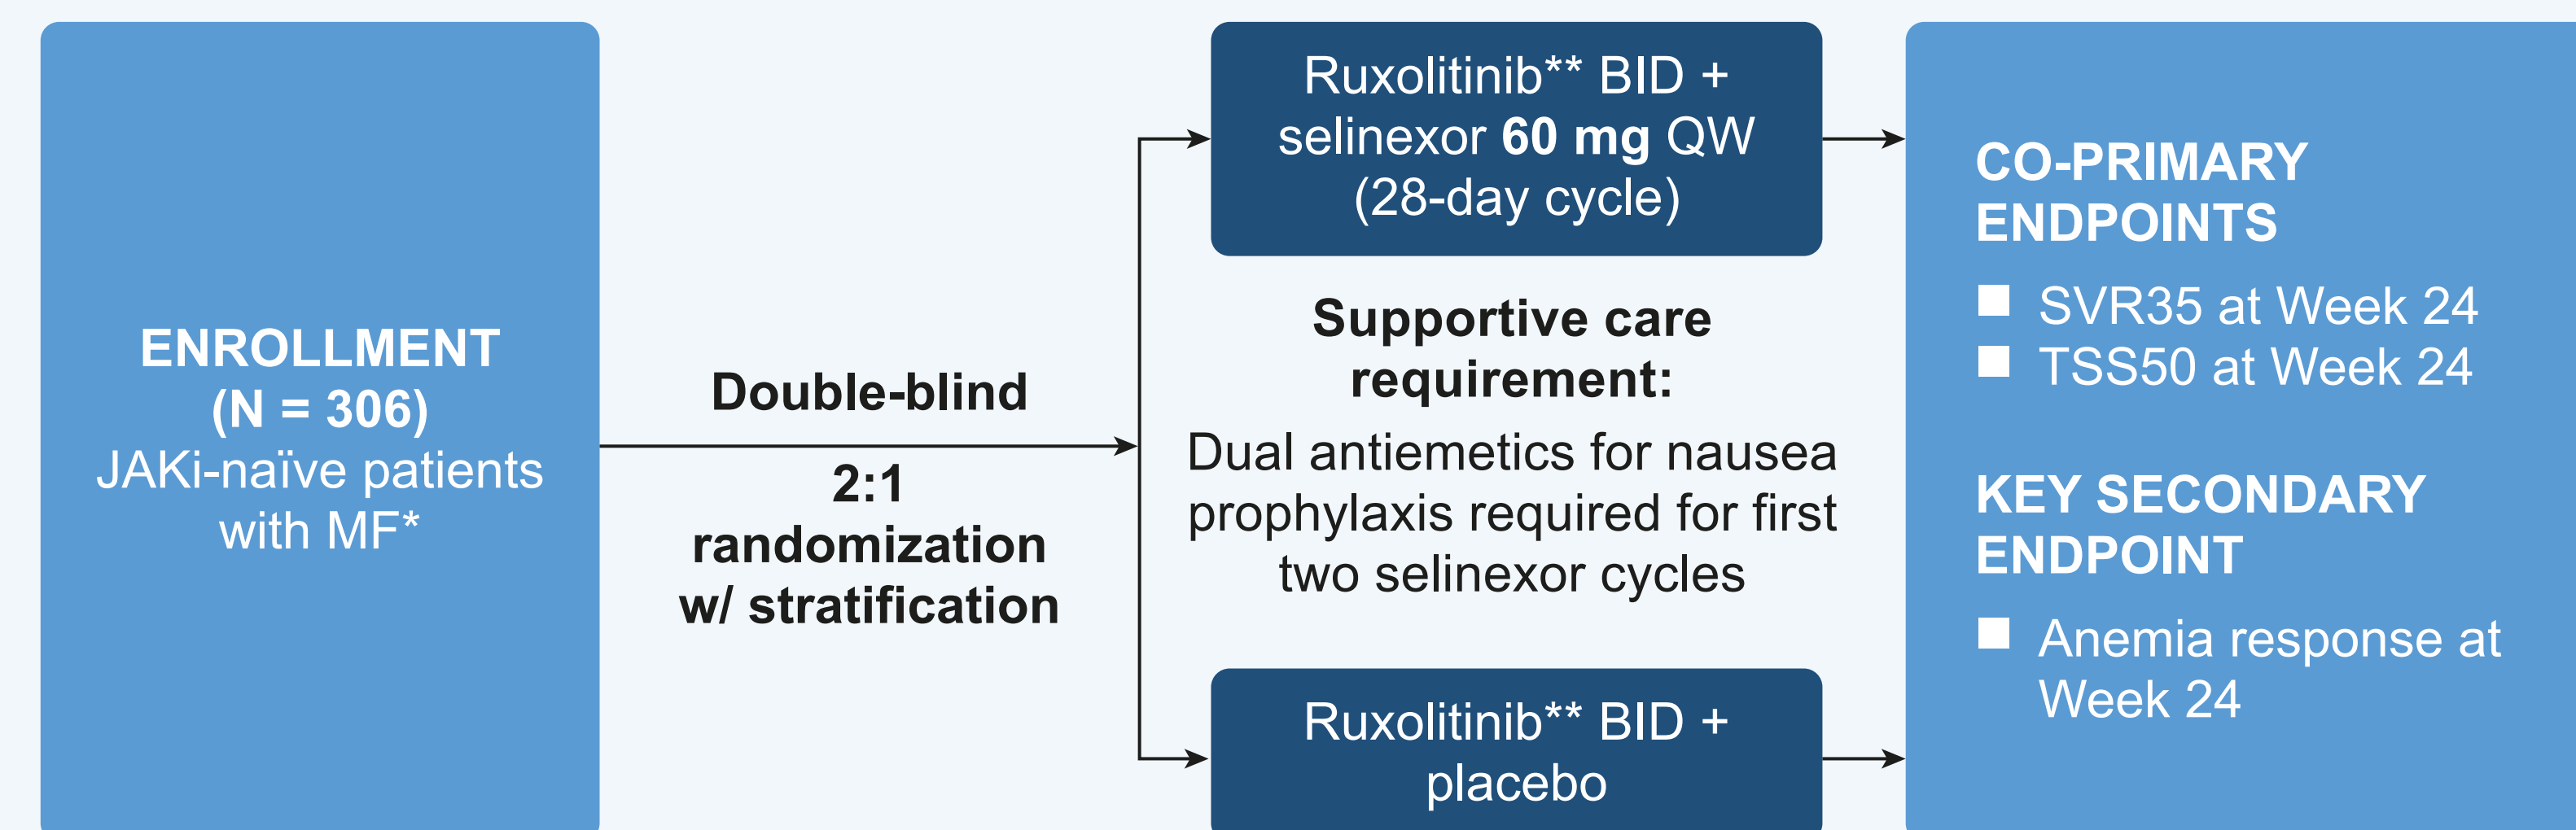 ENROLLMENT
(N = 306)
JAKi-naïve patients
with MF*
Double-blind
2:1
randomization
w/ stratification
Ruxolitinib** BID +
selinexor 60 mg QW
(28-day cycle)
Supportive care
requirement:
Dual antiemetics for nausea
prophylaxis required for first
two selinexor cycles
Ruxolitinib** BID +
placebo
CO-PRIMARY
ENDPOINTS
■ SVR35 at Week 24
■ TSS50 at Week 24
KEY SECONDARY
ENDPOINT
■ Anemia response at
Week 24